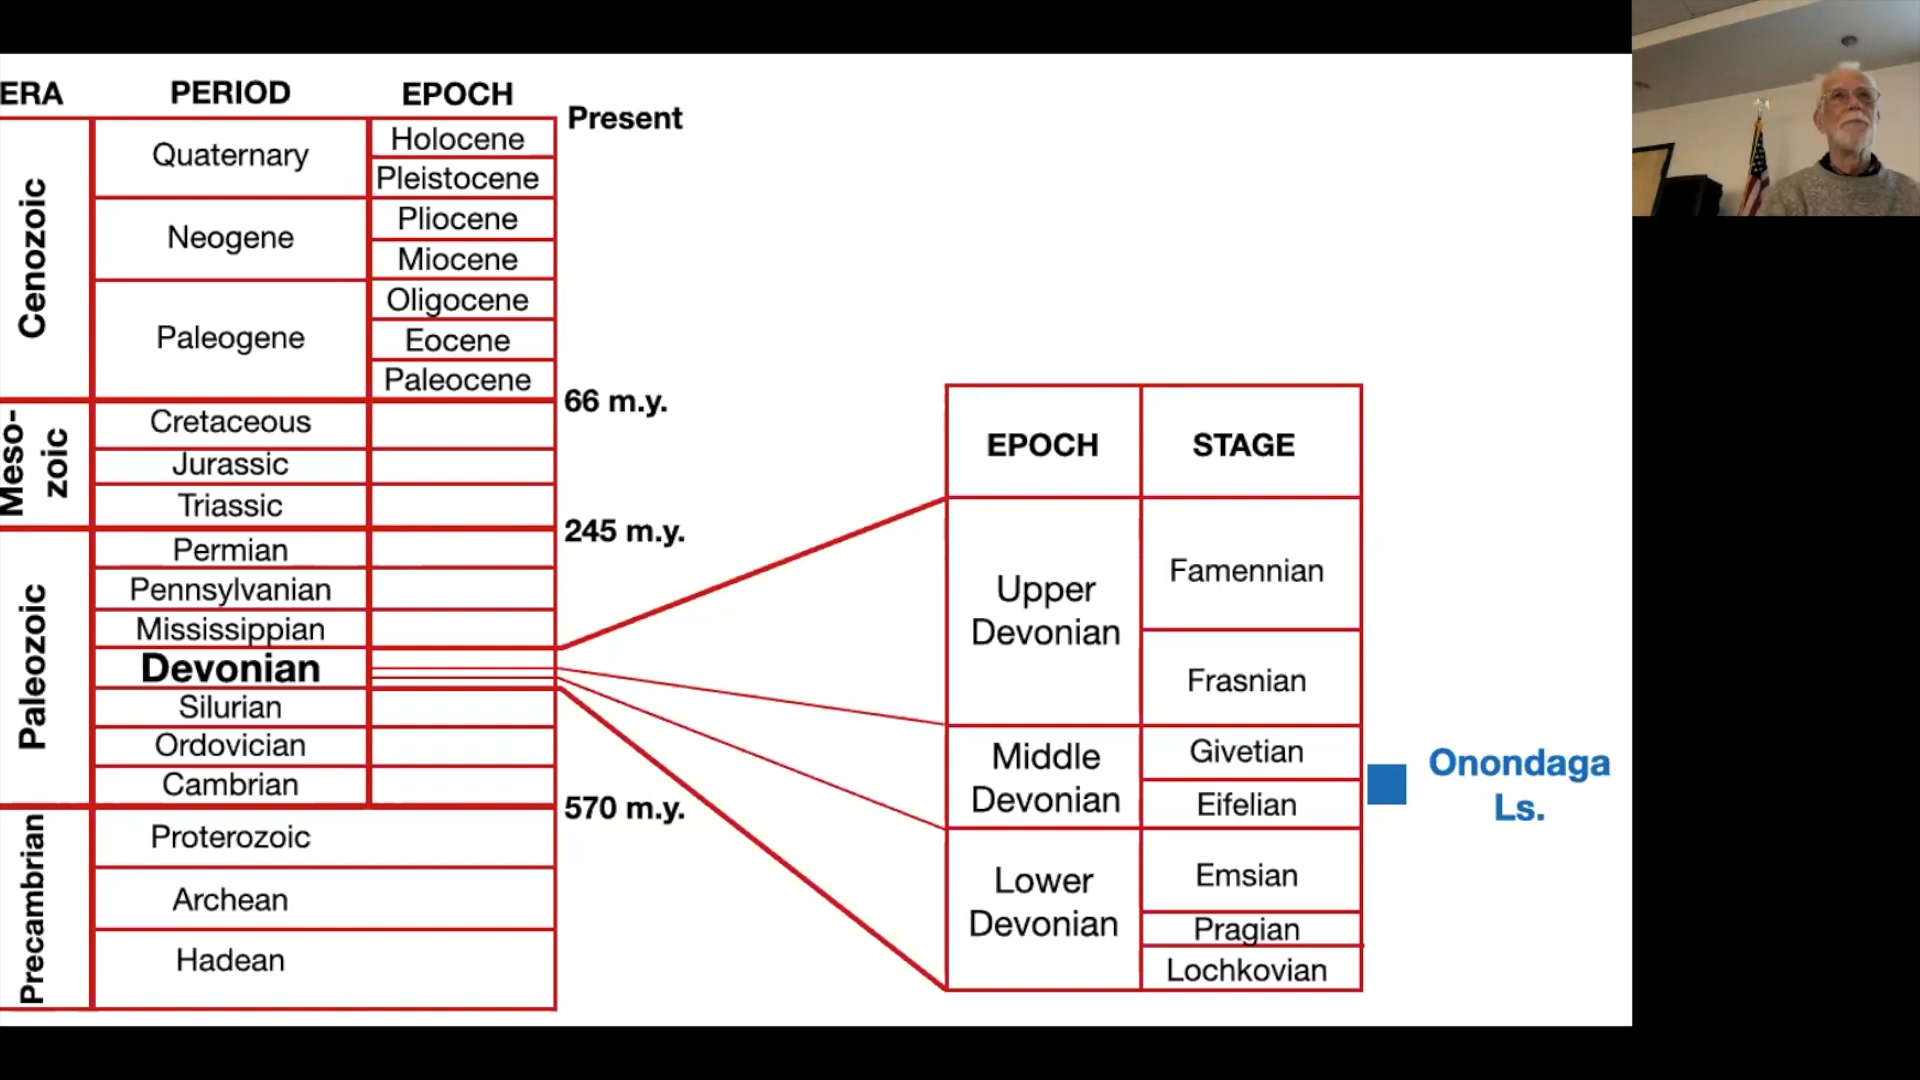 ERA PERIOD EPOCH
Present
Cenozoic
Quaternary
Holocene
Pleistocene
Neogene
Pliocene
Miocene
Paleogene
Oligocene
Eocene
Paleocene
66 m.y.
Meso-
zoic
Cretaceous
Jurassic
Triassic
245 m.y.
Paleozoic
Permian
Pennsylvanian
Mississippian
Devonian
Silurian
Ordovician
Cambrian
570 m.y.
Precambrian
Proterozoic
Archean
Hadean
EPOCH STAGE
Upper
Devonian
Famennian
Frasnian
Middle
Devonian
Givetian
Eifelian
Lower
Devonian
Emsian
Pragian
Lochkovian
Onondaga
Ls.